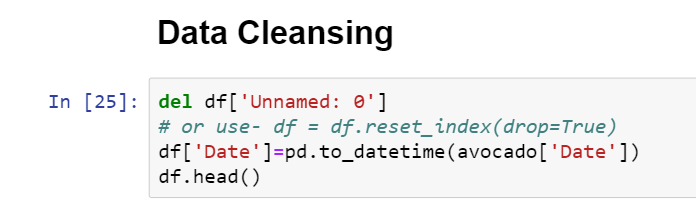 Data Cleansing
In [25]: del df['Unnamed: 0']
# or use- df = df.reset_index(drop=True)
df['Date']=pd.to_datetime(avocado['Date'])
df.head()